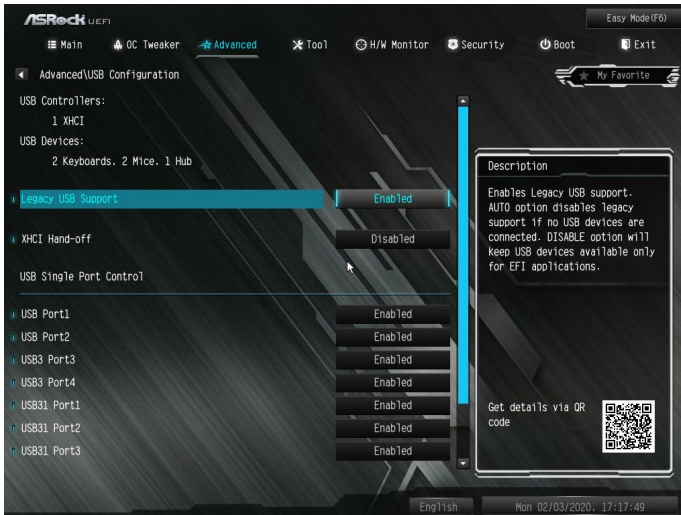 ASRock UEFI
Easy Mode(F6)
Main OC Tweaker Advanced Tool H/W Monitor Security Boot Exit
Advanced\USB Configuration
My Favorite
USB Controllers:
1 XHCI
USB Devices:
2 Keyboards, 2 Mice, 1 Hub
Legacy USB Support Enabled
XHCI Hand-off Disabled
USB Single Port Control
USB Port1 Enabled
USB Port2 Enabled
USB3 Port3 Enabled
USB3 Port4 Enabled
USB31 Port1 Enabled
USB31 Port2 Enabled
USB31 Port3 Enabled
Description
Enables Legacy USB support.
AUTO option disables legacy
support if no USB devices are
connected. DISABLE option will
keep USB devices available only
for EFI applications.
Get details via QR
code
English
Mon 02/03/2020, 17:17:49